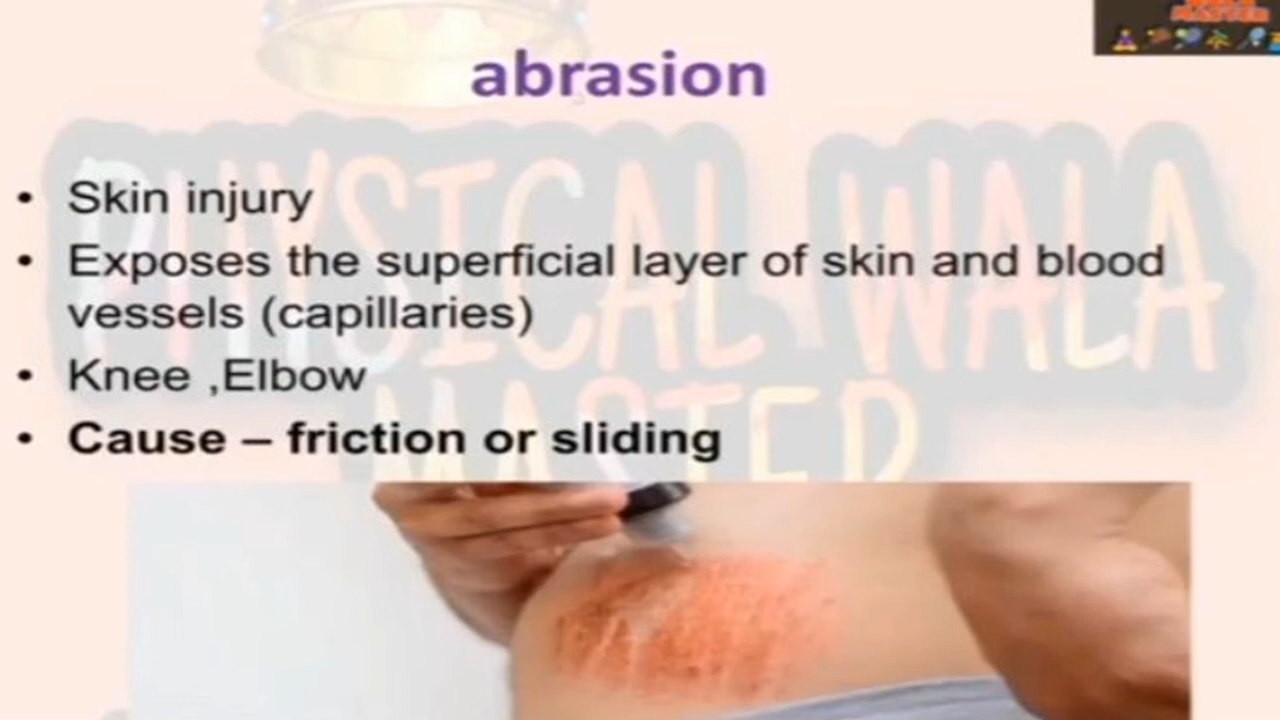 MASTER
abrasion
PHYSICAL WALA
MASTER
• Skin injury
• Exposes the superficial layer of skin and blood
vessels (capillaries)
• Knee ,Elbow
• Cause – friction or sliding